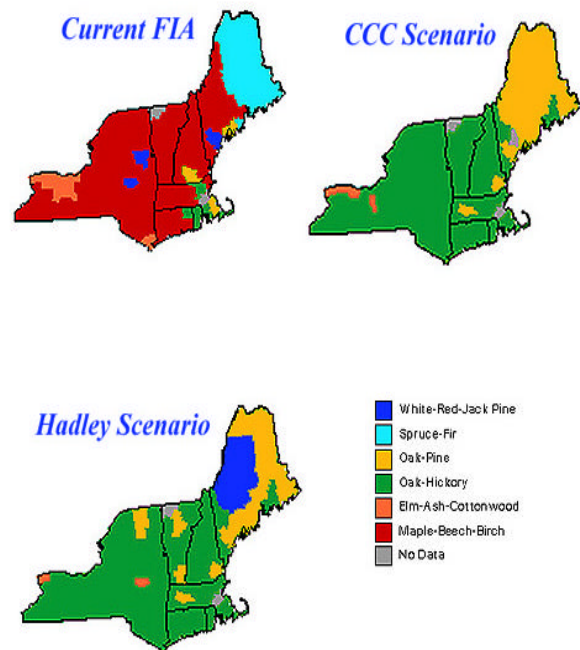 Current FIA
CCC Scenario
Hadley Scenario
White-Red-Jack Pine
Spruce-Fir
Oak-Pine
Oak-Hickory
Elm-Ash-Cottonwood
Maple-Beech-Birch
No Data